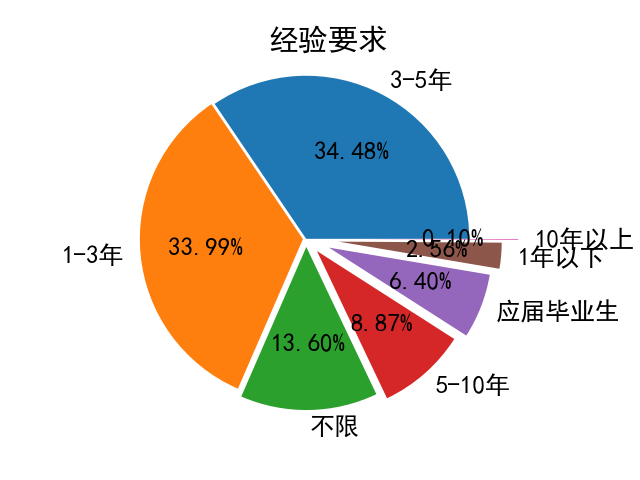 经验要求
3-5年
34.48%
1-3年
33.99%
不限
13.60%
5-10年
8.87%
应届毕业生
6.40%
1年以下
2.56%
10年以上
0.10%